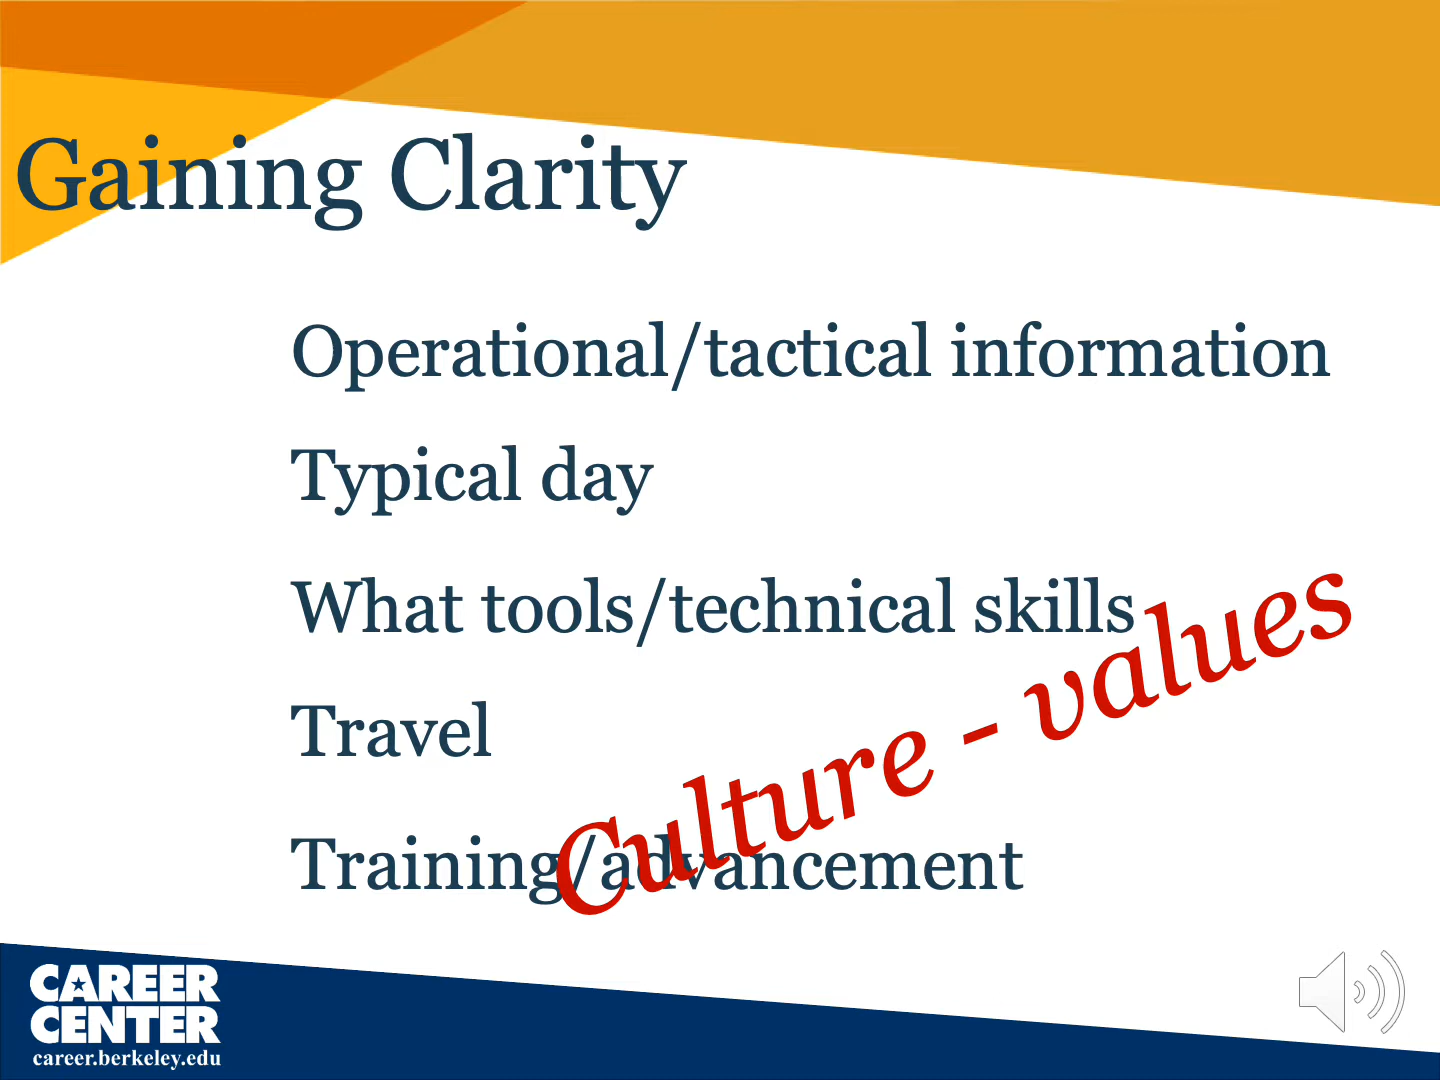 Gaining Clarity
Operational/tactical information
Typical day
What tools/technical skills
Travel
Training/advancement
Culture - values
CAREER
CENTER
career.berkeley.edu